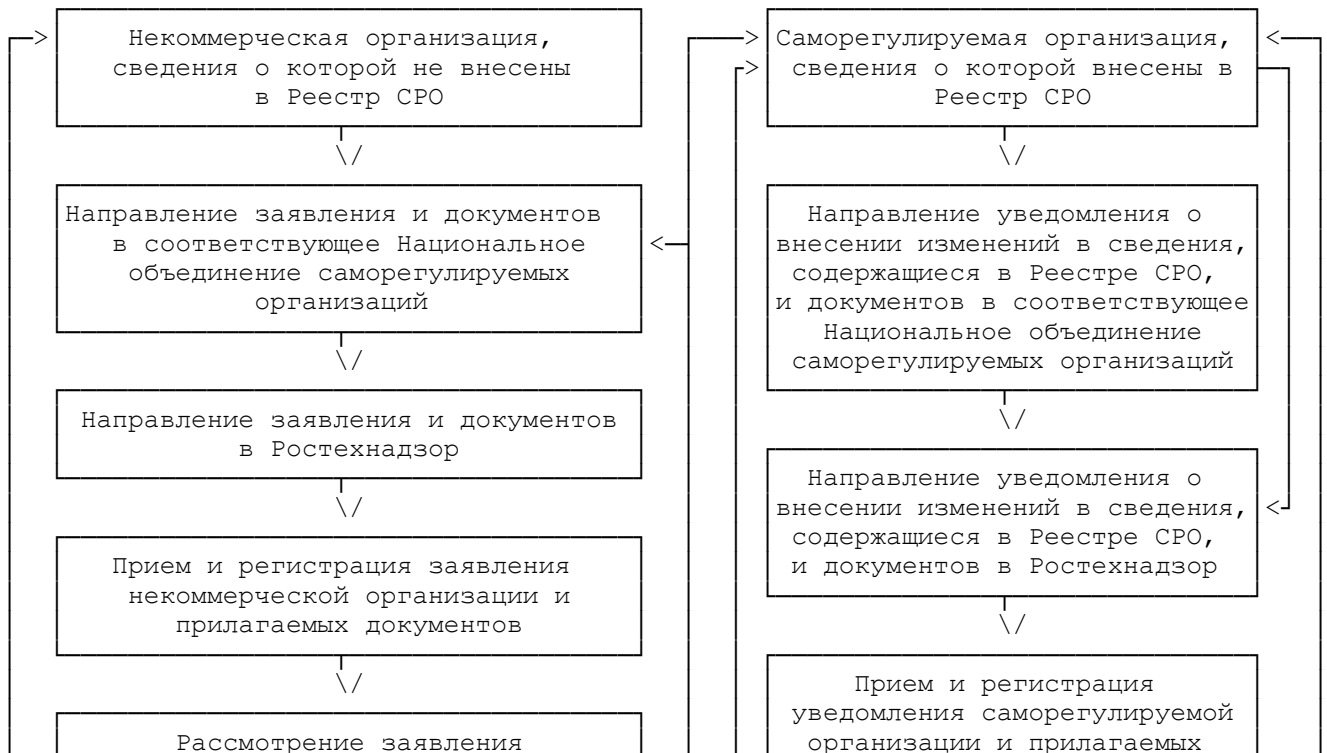 Некоммерческая организация,
сведения о которой не внесены
в Реестр СРО
Направление заявления и документов
в соответствующее Национальное
объединение саморегулируемых
организаций
Направление заявления и документов
в Ростехнадзор
Прием и регистрация заявления
некоммерческой организации и
прилагаемых документов
Рассмотрение заявления
Саморегулируемая организация,
сведения о которой внесены в
Реестр СРО
Направление уведомления о
внесении изменений в сведения,
содержащиеся в Реестре СРО,
и документов в соответствующее
Национальное объединение
саморегулируемых организаций
Направление уведомления о
внесении изменений в сведения,
содержащиеся в Реестре СРО,
и документов в Ростехнадзор
Прием и регистрация
уведомления саморегулируемой
организации и прилагаемых